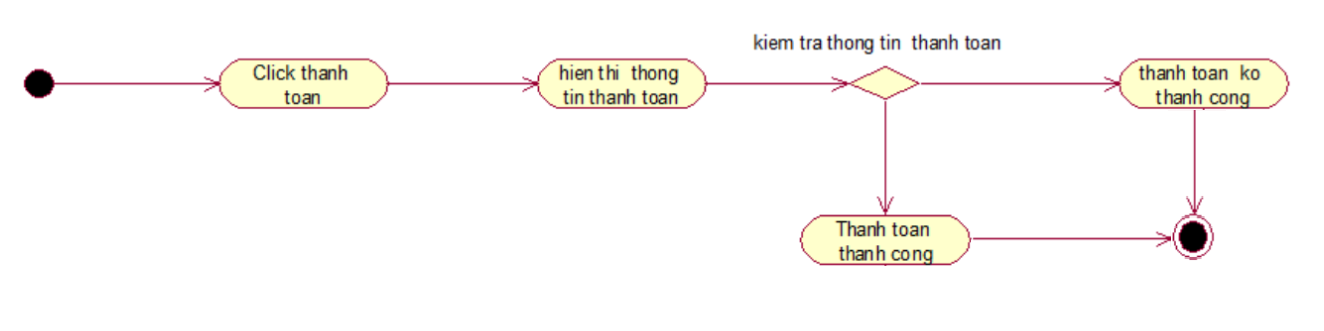 kiem tra thong tin thanh toan
Click thanh
toan
hien thi thong
tin thanh toan
thanh toan ko
thanh cong
Thanh toan
thanh cong